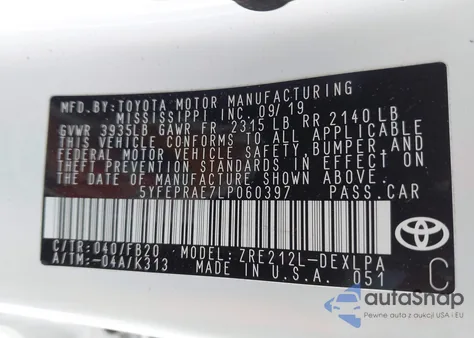 MFD.BY:TOYOTA MOTOR MANUFACTURING
MISSISSIPPI INC. 09/19
GVWR 3935LB GAWR FR 2315 LB RR 2140 LB
THIS VEHICLE CONFORMS TO ALL APPLICABLE
FEDERAL MOTOR VEHICLE SAFETY, BUMPER, AND
THEFT PREVENTION STANDARDS IN EFFECT ON
THE DATE OF MANUFACTURE SHOWN ABOVE.
5YFEPRAE7LP060397 PASS.CAR
C/TR:040/FB20 MODEL:ZRE212L-DEXLPA
A/TM:-04A/K313 MADE IN U.S.A. 051
TOYOTA
C
autaSnap
Pewne auta z aukcji USA i EU